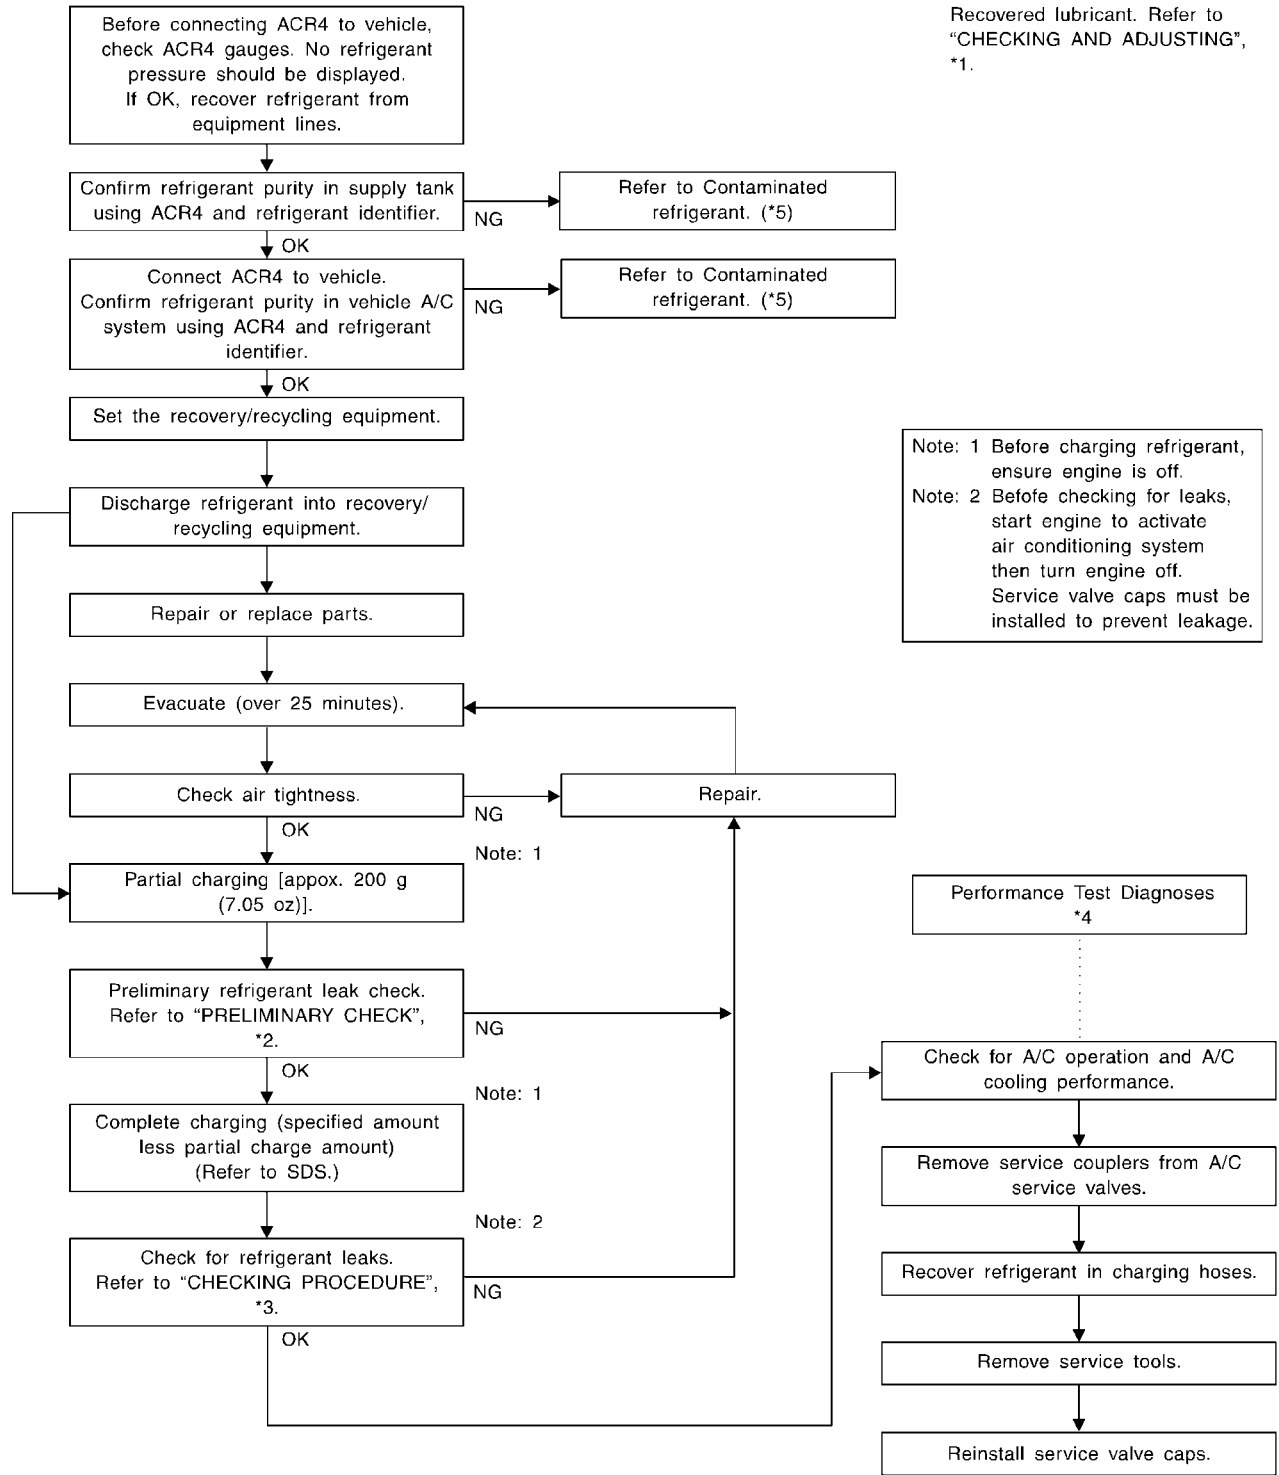 Before connecting ACR4 to vehicle,
check ACR4 gauges. No refrigerant
pressure should be displayed.
If OK, recover refrigerant from
equipment lines.
Recovered lubricant. Refer to
“CHECKING AND ADJUSTING”,
*1.
Confirm refrigerant purity in supply tank
using ACR4 and refrigerant identifier.
NG
Refer to Contaminated
refrigerant. (*5)
OK
Connect ACR4 to vehicle.
Confirm refrigerant purity in vehicle A/C
system using ACR4 and refrigerant
identifier.
NG
Refer to Contaminated
refrigerant. (*5)
OK
Set the recovery/recycling equipment.
Note: 1 Before charging refrigerant,
ensure engine is off.
Note: 2 Befofe checking for leaks,
start engine to activate
air conditioning system
then turn engine off.
Service valve caps must be
installed to prevent leakage.
Discharge refrigerant into recovery/
recycling equipment.
Repair or replace parts.
Evacuate (over 25 minutes).
Check air tightness.
NG
Repair.
OK
Note: 1
Partial charging [appox. 200 g
(7.05 oz)].
Preliminary refrigerant leak check.
Refer to “PRELIMINARY CHECK”,
*2.
NG
OK
Note: 1
Complete charging (specified amount
less partial charge amount)
(Refer to SDS.)
Note: 2
Check for refrigerant leaks.
Refer to “CHECKING PROCEDURE”,
*3.
NG
OK
Performance Test Diagnoses
*4
Check for A/C operation and A/C
cooling performance.
Remove service couplers from A/C
service valves.
Recover refrigerant in charging hoses.
Remove service tools.
Reinstall service valve caps.